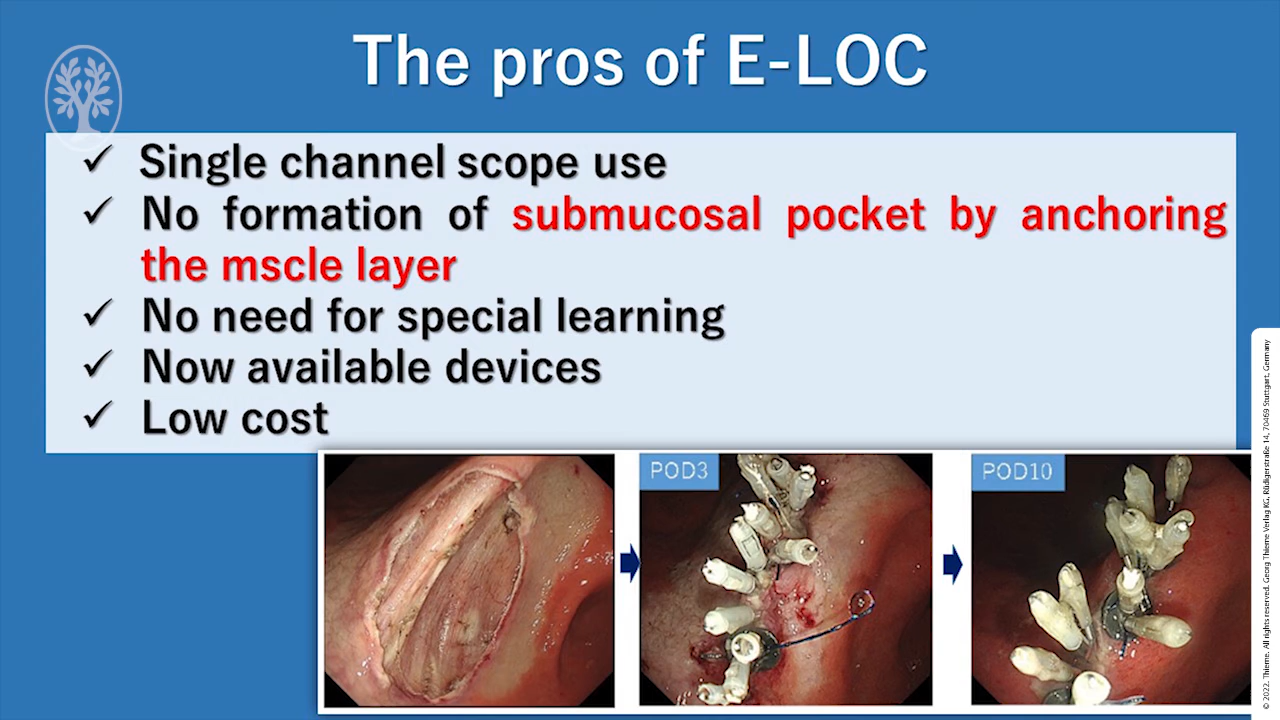 The pros of E-LOC
✓ Single channel scope use
✓ No formation of submucosal pocket by anchoring
the mscle layer
✓ No need for special learning
✓ Now available devices
✓ Low cost
POD3
POD10
© 2022. Thieme. All rights reserved. Georg Thieme Verlag KG, Rüdigerstraße 14, 70469 Stuttgart, Germany